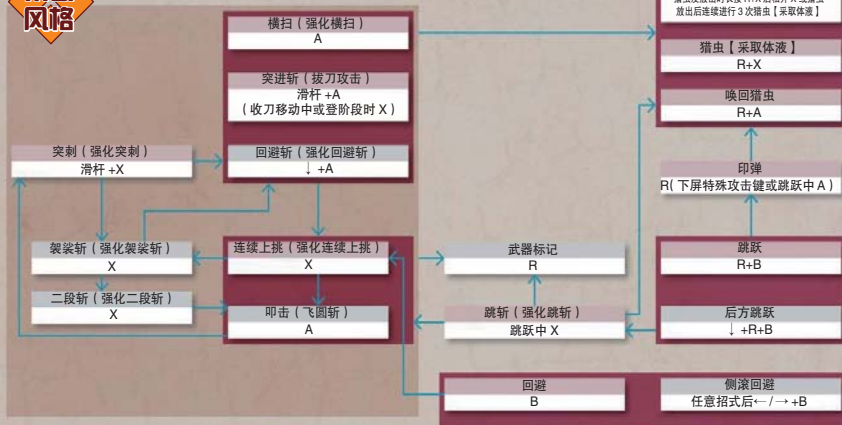 风格
横扫（强化横扫）
A
突进斩（拔刀攻击）
滑杆+A
（收刀移动中或登阶段时X）
突刺（强化突刺）
滑杆+X
回避斩（强化回避斩）
↓+A
袈裟斩（强化袈裟斩）
X
二段斩（强化二段斩）
X
连续上挑（强化连续上挑）
X
叩击（飞圆斩）
A
武器标记
R
跳斩（强化跳斩）
跳跃中X
放出后连续进行3次猎虫【采取体液】
猎虫【采取体液】
R+X
唤回猎虫
R+A
印弹
R(下屏特殊攻击键或跳跃中A）
跳跃
R+B
后方跳跃
↓+R+B
回避
B
侧滚回避
任意招式后←/→+B